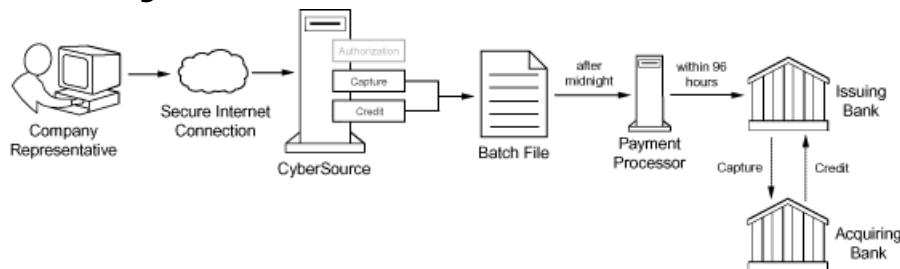 Company
Representative
Secure Internet
Connection
Authorization
Capture
Credit
CyberSource
Batch File
after
midnight
Payment
Processor
within 96
hours
Issuing
Bank
Capture
Credit
Acquiring
Bank